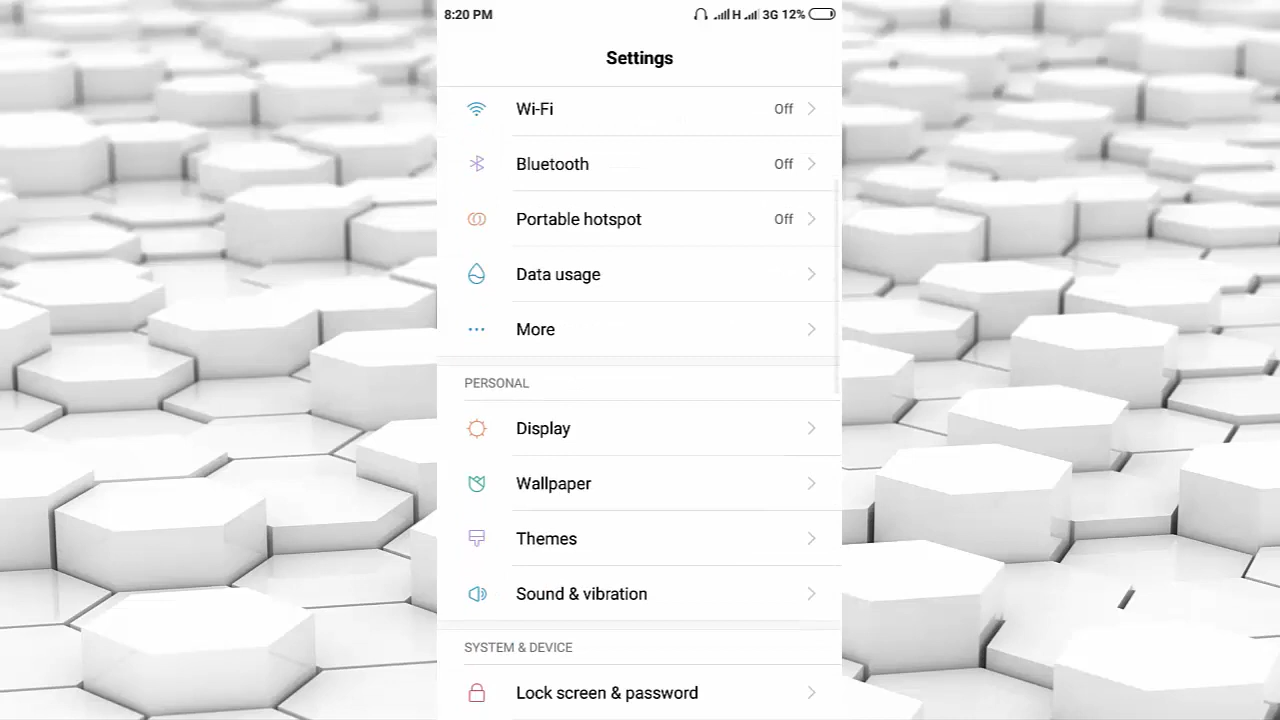 8:20 PM H 3G 12%
Settings
Wi-Fi Off
Bluetooth Off
Portable hotspot Off
Data usage
More
PERSONAL
Display
Wallpaper
Themes
Sound & vibration
SYSTEM & DEVICE
Lock screen & password